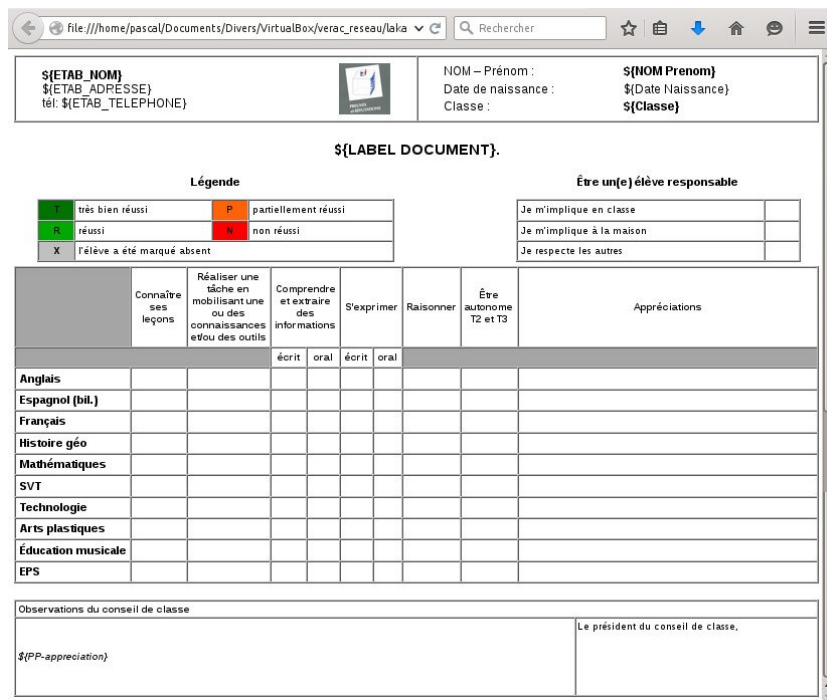 file:///home/pascal/Documents/Divers/VirtualBox/verac_reseau/laka
Rechercher
${ETAB_NOM}
${ETAB_ADRESSE}
tél: ${ETAB_TELEPHONE}
NOM – Prénom :
${NOM Prenom}
Date de naissance :
${Date Naissance}
Classe :
${Classe}
${LABEL DOCUMENT}.
Légende
T très bien réussi P partiellement réussi
R réussi N non réussi
X l'élève a été marqué absent
Être un(e) élève responsable
Je m'implique en classe
Je m'implique à la maison
Je respecte les autres
Connaître
ses
leçons
Réaliser une
tâche en
mobilisant une
ou des
connaissances
et/ou des outils
Comprendre
et extraire
des
informations
S'exprimer
Raisonner
Être
autonome
T2 et T3
Appréciations
écrit oral écrit oral
Anglais
Espagnol (bil.)
Français
Histoire géo
Mathématiques
SVT
Technologie
Arts plastiques
Éducation musicale
EPS
Observations du conseil de classe
${PP-appreciation}
Le président du conseil de classe,